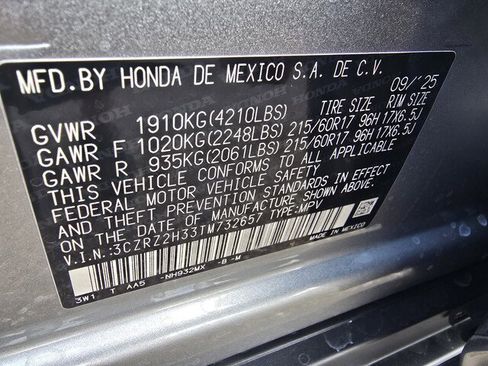 MFD.BY HONDA DE MEXICO S.A. DE C.V.
09/'25
TIRE SIZE RIM SIZE
GVWR 1910KG(4210LBS)
GAWR F 1020KG(2248LBS) 215/60R17 96H 17X6.5J
GAWR R 935KG(2061LBS) 215/60R17 96H 17X6.5J
THIS VEHICLE CONFORMS TO ALL APPLICABLE
FEDERAL MOTOR VEHICLE SAFETY
AND THEFT PREVENTION STANDARDS IN EFFECT
ON THE DATE OF MANUFACTURE SHOWN ABOVE.
V.I.N.:3CZRZ2H33TM732657 TYPE:MPV
3W1 T AA5 -NH932MX -B -M
MADE IN
MEXICO